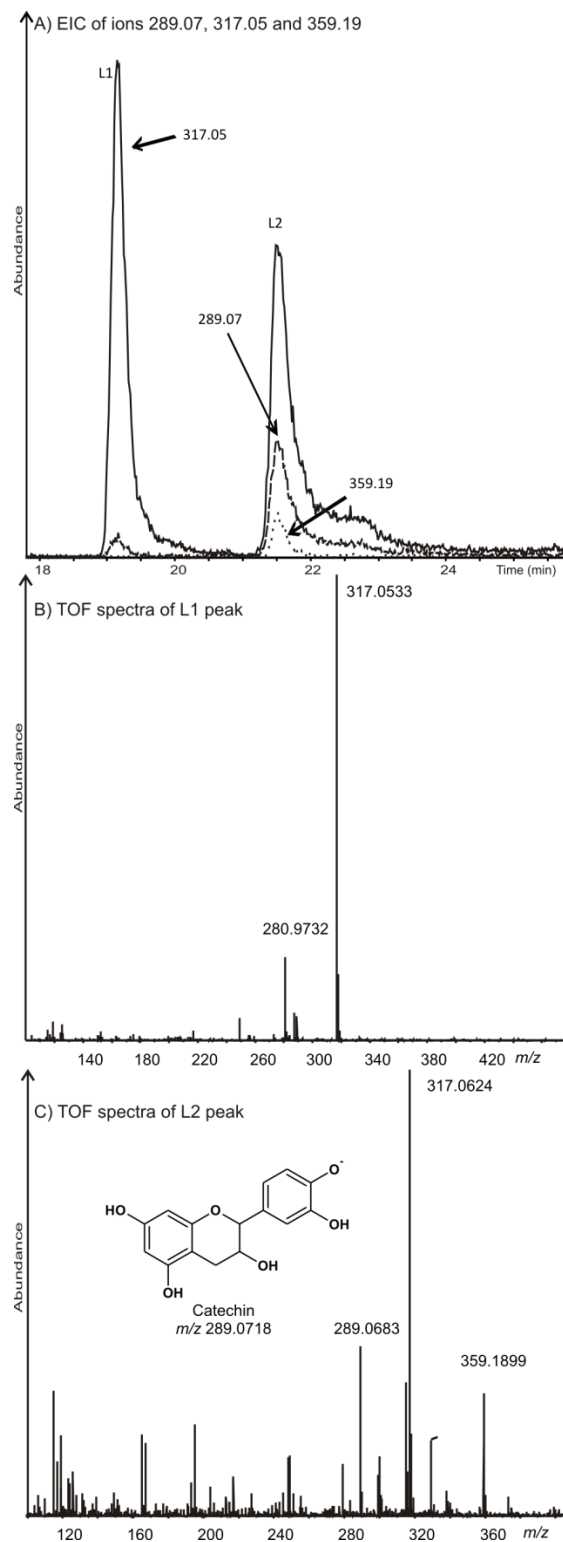 A) EIC of ions 289.07, 317.05 and 359.19
L1
317.05
L2
289.07
359.19
Abundance
18 20 22 24 Time (min)
317.0533
B) TOF spectra of L1 peak
280.9732
Abundance
140 180 220 260 300 340 380 420 m/z
317.0624
C) TOF spectra of L2 peak
O-
HO
O
OH
OH
OH
Catechin
m/z 289.0718
289.0683
359.1899
Abundance
120 160 200 240 280 320 360 m/z